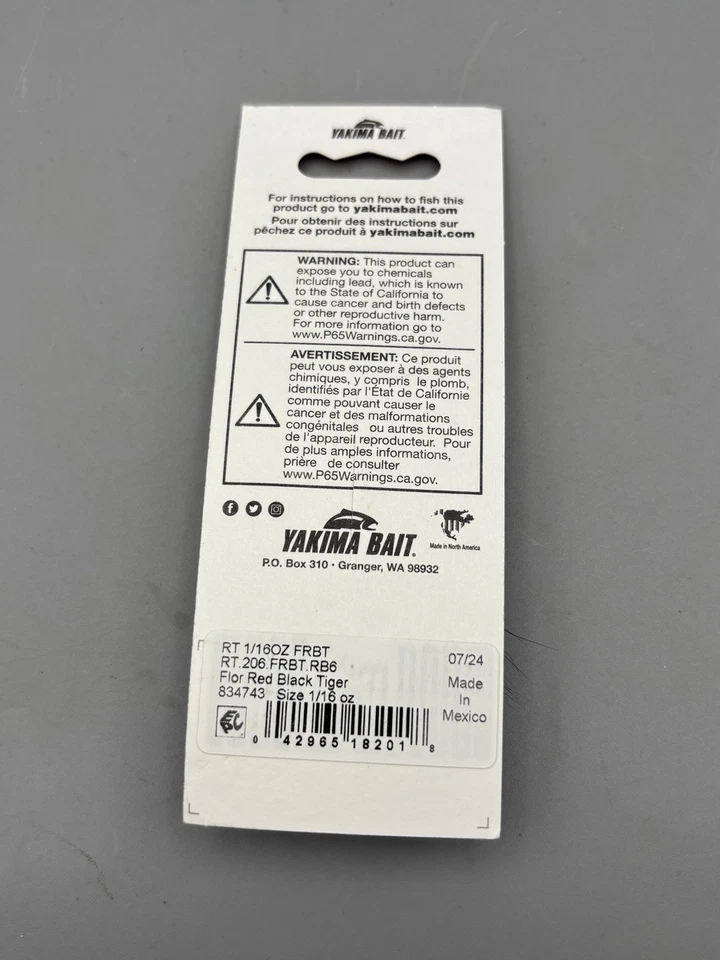 YAKIMA BAIT.
For instructions on how to fish this
product go to yakimabait.com
Pour obtenir des instructions sur
pêchez ce produit à yakimabait.com
WARNING: This product can
expose you to chemicals
including lead, which is known
to the State of California to
cause cancer and birth defects
or other reproductive harm.
For more information go to
www.P65Warnings.ca.gov.
AVERTISSEMENT: Ce produit
peut vous exposer à des agents
chimiques, y compris le plomb,
identifiés par l'État de Californie
comme pouvant causer le
cancer et des malformations
congénitales ou autres troubles
de l'appareil reproducteur. Pour
de plus amples informations,
prière de consulter
www.P65Warnings.ca.gov.
YAKIMA BAIT.
Made in North America
P.O. Box 310 · Granger, WA 98932
RT 1/16OZ FRBT
RT.206.FRBT.RB6
Flor Red Black Tiger
834743 Size 1/16 oz
07/24
Made
In
Mexico
0 42965 18201 8